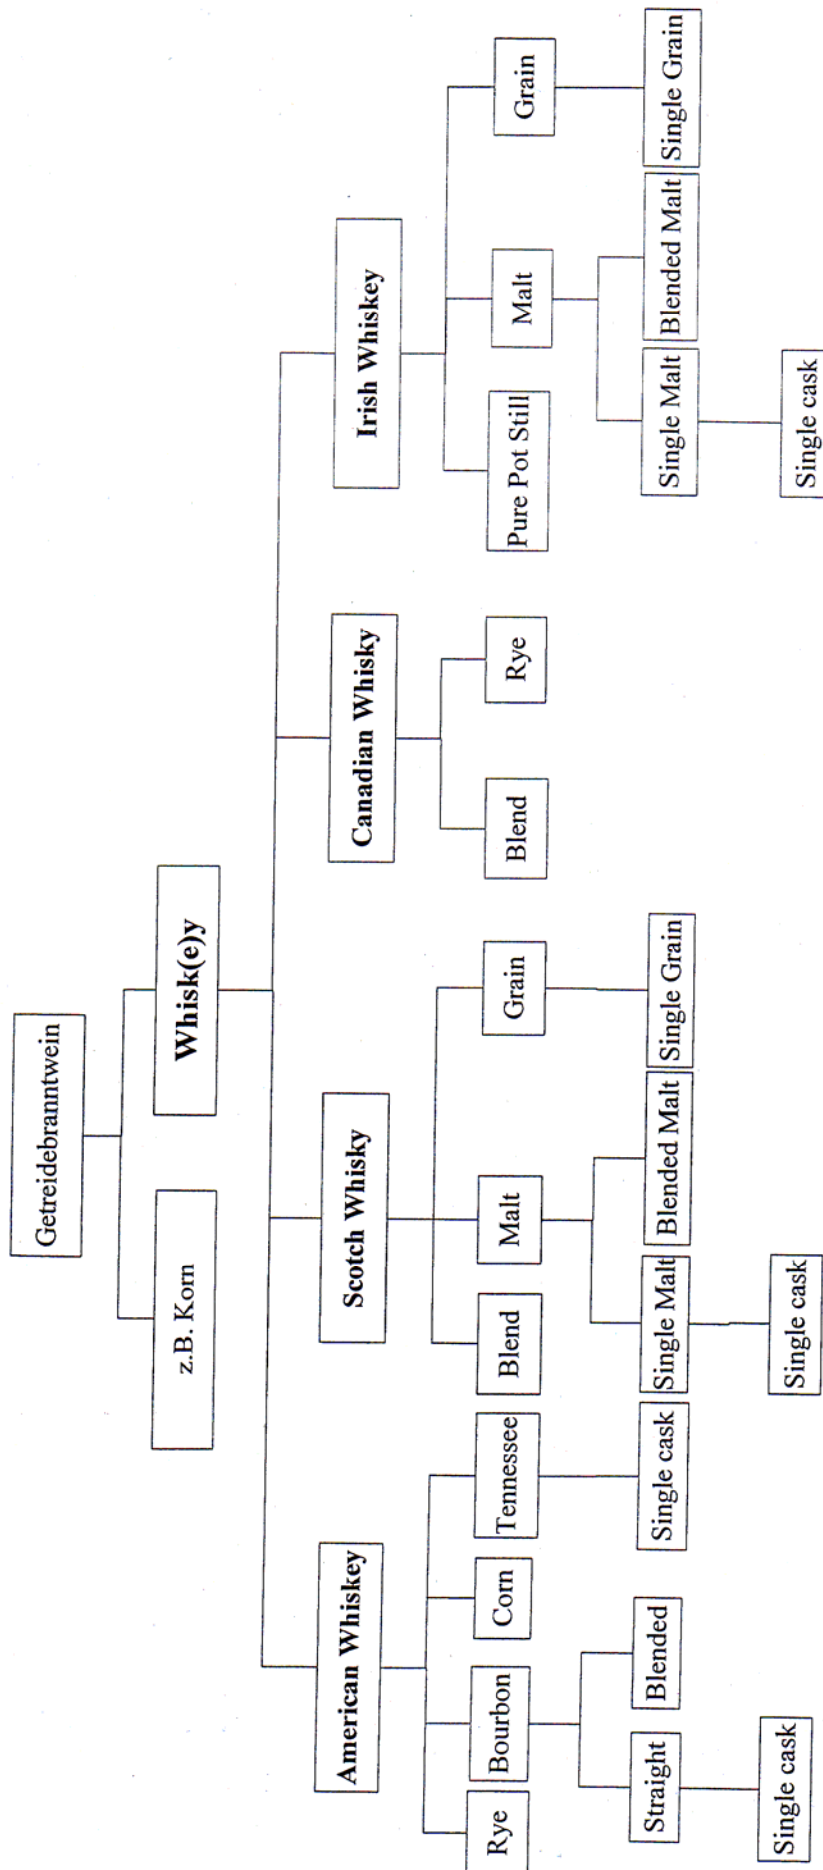 Getreidebranntwein
z.B. Korn
Whisk(e)y
American Whiskey
Scotch Whisky
Canadian Whisky
Irish Whiskey
Rye
Bourbon
Corn
Tennessee
Blend
Malt
Grain
Blend
Rye
Pure Pot Still
Malt
Grain
Straight
Blended
Single cask
Single Malt
Blended Malt
Single Grain
Single Malt
Blended Malt
Single Grain
Single cask
Single cask
Single cask